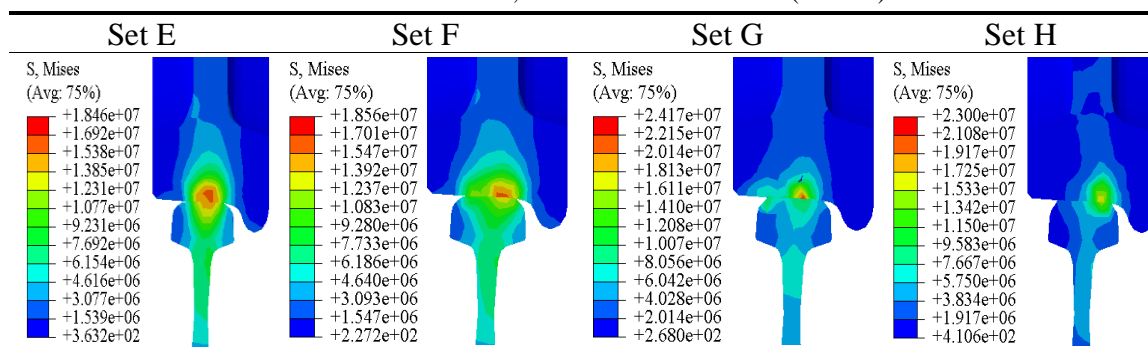 Set E Set F Set G Set H
S, Mises S, Mises S, Mises S, Mises
(Avg: 75%) (Avg: 75%) (Avg: 75%) (Avg: 75%)
+1.846e+07 +1.856e+07 +2.417e+07 +2.300e+07
+1.692e+07 +1.701e+07 +2.215e+07 +2.108e+07
+1.538e+07 +1.547e+07 +2.014e+07 +1.917e+07
+1.385e+07 +1.392e+07 +1.813e+07 +1.725e+07
+1.231e+07 +1.237e+07 +1.611e+07 +1.533e+07
+1.077e+07 +1.083e+07 +1.410e+07 +1.342e+07
+9.231e+06 +9.280e+06 +1.208e+07 +1.150e+07
+7.692e+06 +7.733e+06 +1.007e+07 +9.583e+06
+6.154e+06 +6.186e+06 +8.056e+06 +7.667e+06
+4.616e+06 +4.640e+06 +6.042e+06 +5.750e+06
+3.077e+06 +3.093e+06 +4.028e+06 +3.834e+06
+1.539e+06 +1.547e+06 +2.014e+06 +1.917e+06
+3.632e+02 +2.272e+02 +2.680e+02 +4.106e+02